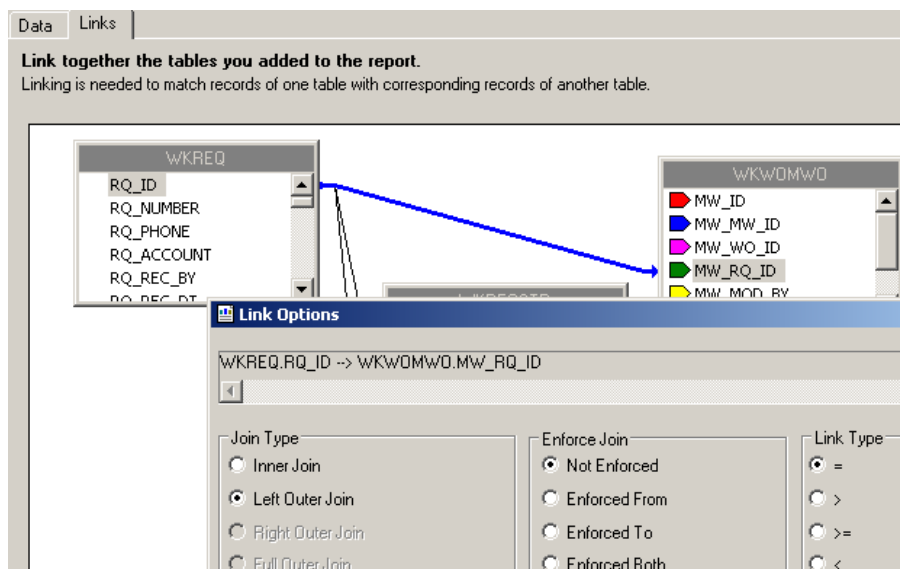 Data Links
Link together the tables you added to the report.
Linking is needed to match records of one table with corresponding records of another table.
WKREQ
RQ_ID
RQ_NUMBER
RQ_PHONE
RQ_ACCOUNT
RQ_REC_BY
RQ_REC_DT
WKWOMWO
MW_ID
MW_MW_ID
MW_WO_ID
MW_RQ_ID
MW_MOD_BY
Link Options
WKREQ.RQ_ID --> WKWOMWO.MW_RQ_ID
Join Type
Inner Join
Left Outer Join
Right Outer Join
Full Outer Join
Enforce Join
Not Enforced
Enforced From
Enforced To
Enforced Both
Link Type
=
>
>=
<